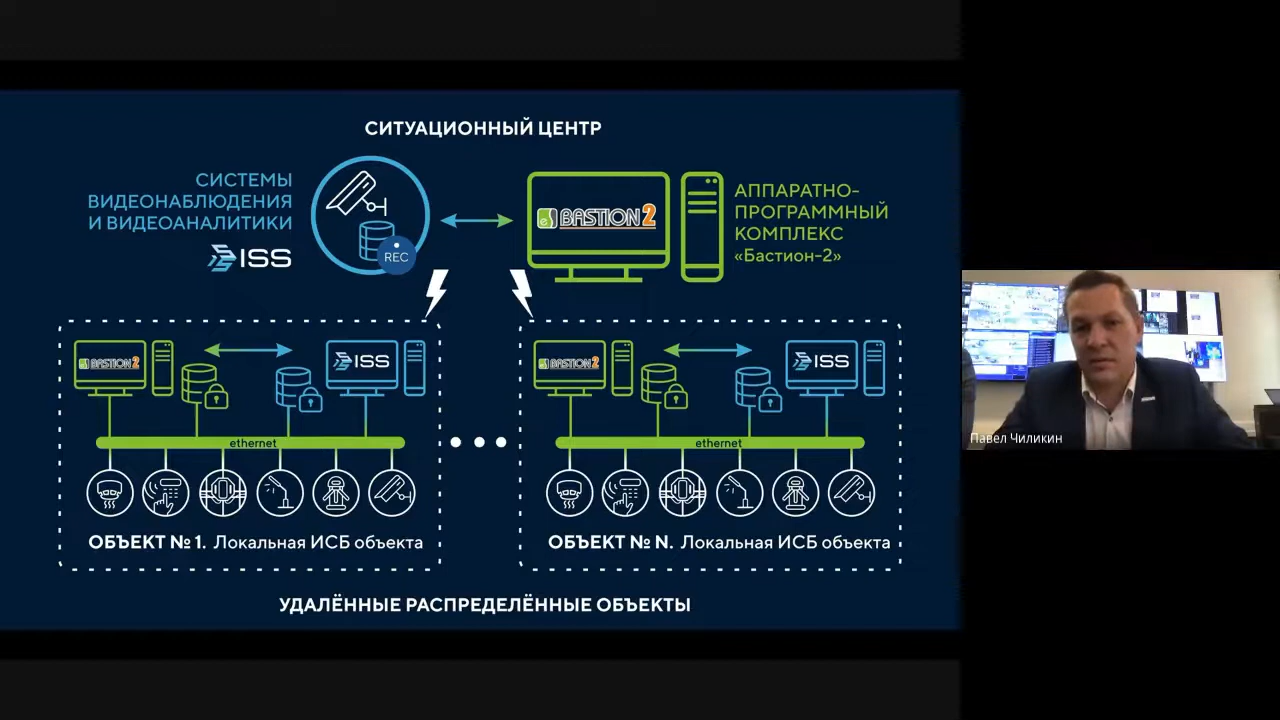 СИТУАЦИОННЫЙ ЦЕНТР
СИСТЕМЫ
ВИДЕОНАБЛЮДЕНИЯ
И ВИДЕОАНАЛИТИКИ
ISS
REC
es BASTION 2
АППАРАТНО-
ПРОГРАММНЫЙ
КОМПЛЕКС
«Бастион-2»
BASTION 2
ISS
ethernet
ОБЪЕКТ № 1. Локальная ИСБ объекта
BASTION 2
ISS
ethernet
ОБЪЕКТ № N. Локальная ИСБ объекта
УДАЛЁННЫЕ РАСПРЕДЕЛЁННЫЕ ОБЪЕКТЫ
Павел Чиликин